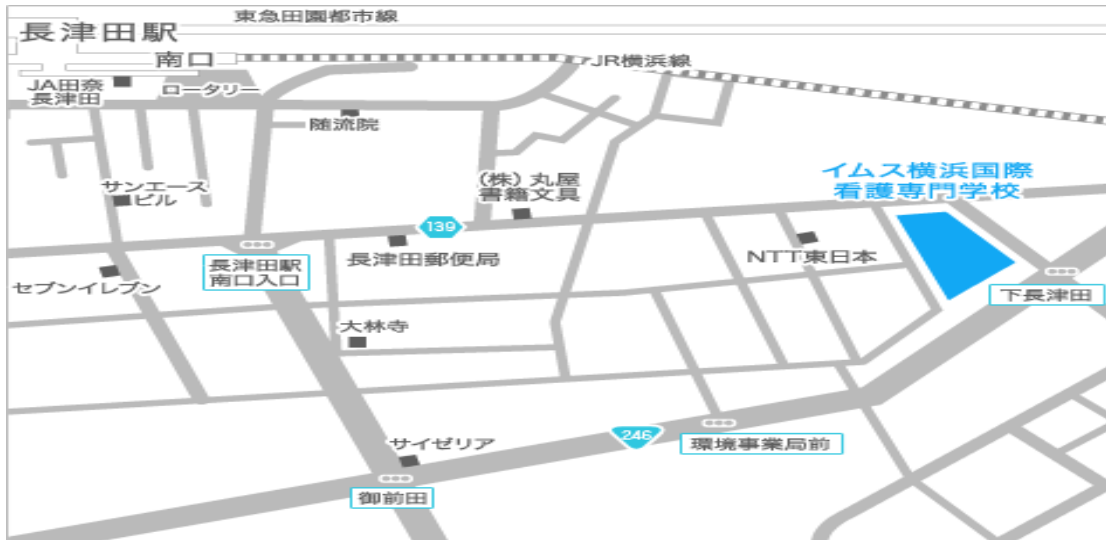 東急田園都市線
長津田駅
南口
JR横浜線
JA田奈
長津田
ロータリー
随流院
イムス横浜国際
看護専門学校
(株)丸屋
書籍文具
サンエース
ビル
139
長津田郵便局
NTT東日本
長津田駅
南口入口
セブンイレブン
下長津田
大林寺
246
サイゼリア
環境事業局前
御前田